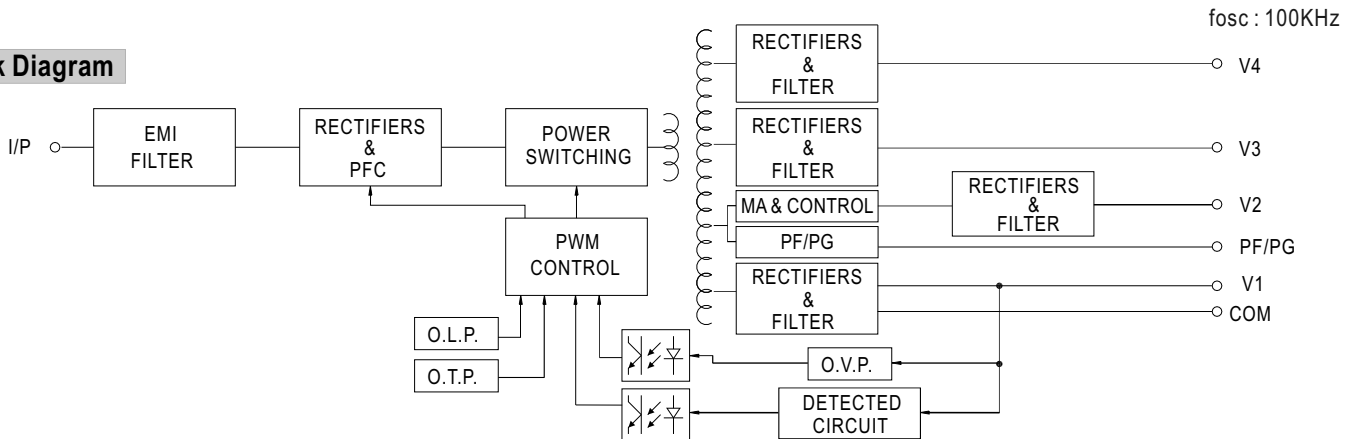 fosc : 100KHz
k Diagram
I/P
EMI
FILTER
RECTIFIERS
&
PFC
POWER
SWITCHING
RECTIFIERS
&
FILTER
V4
RECTIFIERS
&
FILTER
V3
MA & CONTROL
RECTIFIERS
&
FILTER
V2
PF/PG
PF/PG
PWM
CONTROL
RECTIFIERS
&
FILTER
V1
COM
O.L.P.
O.T.P.
O.V.P.
DETECTED
CIRCUIT